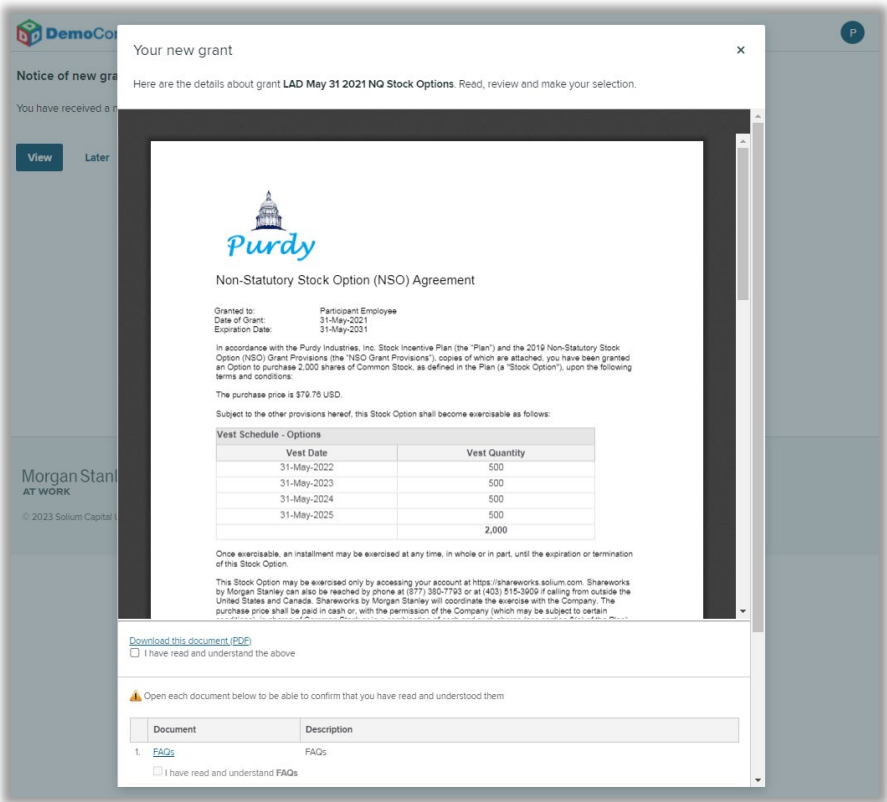 DemoCo
P
Your new grant
×
Notice of new gra
Here are the details about grant LAD May 31 2021 NQ Stock Options. Read, review and make your selection.
You have received a
View Later
Purdy
Non-Statutory Stock Option (NSO) Agreement
Granted to: Participant Employee
Date of Grant: 31-May-2021
Expiration Date: 31-May-2031
In accordance with the Purdy Industries, Inc. Stock Incentive Plan (the "Plan") and the 2019 Non-Statutory Stock
Option (NSO) Grant Provisions (the "NSO Grant Provisions"), copies of which are attached, you have been granted
an Option to purchase 2,000 shares of Common Stock, as defined in the Plan (a "Stock Option"), upon the following
terms and conditions:
The purchase price is $79.76 USD.
Subject to the other provisions hereof, this Stock Option shall become exercisable as follows:
Vest Schedule - Options
Vest Date Vest Quantity
31-May-2022 500
31-May-2023 500
31-May-2024 500
31-May-2025 500
2,000
Morgan Stanl
AT WORK
© 2023 Solium Capital
Once exercisable, an installment may be exercised at any time, in whole or in part, until the expiration or termination
of this Stock Option.
This Stock Option may be exercised only by accessing your account at https://shareworks.solium.com. Shareworks
by Morgan Stanley can also be reached by phone at (877) 380-7793 or at (403) 515-3909 if calling from outside the
United States and Canada. Shareworks by Morgan Stanley will coordinate the exercise with the Company. The
purchase price shall be paid in cash or, with the permission of the Company (which may be subject to certain
Download this document (PDF)
I have read and understand the above
Open each document below to be able to confirm that you have read and understood them
Document Description
1. FAQs FAQs
I have read and understand FAQs